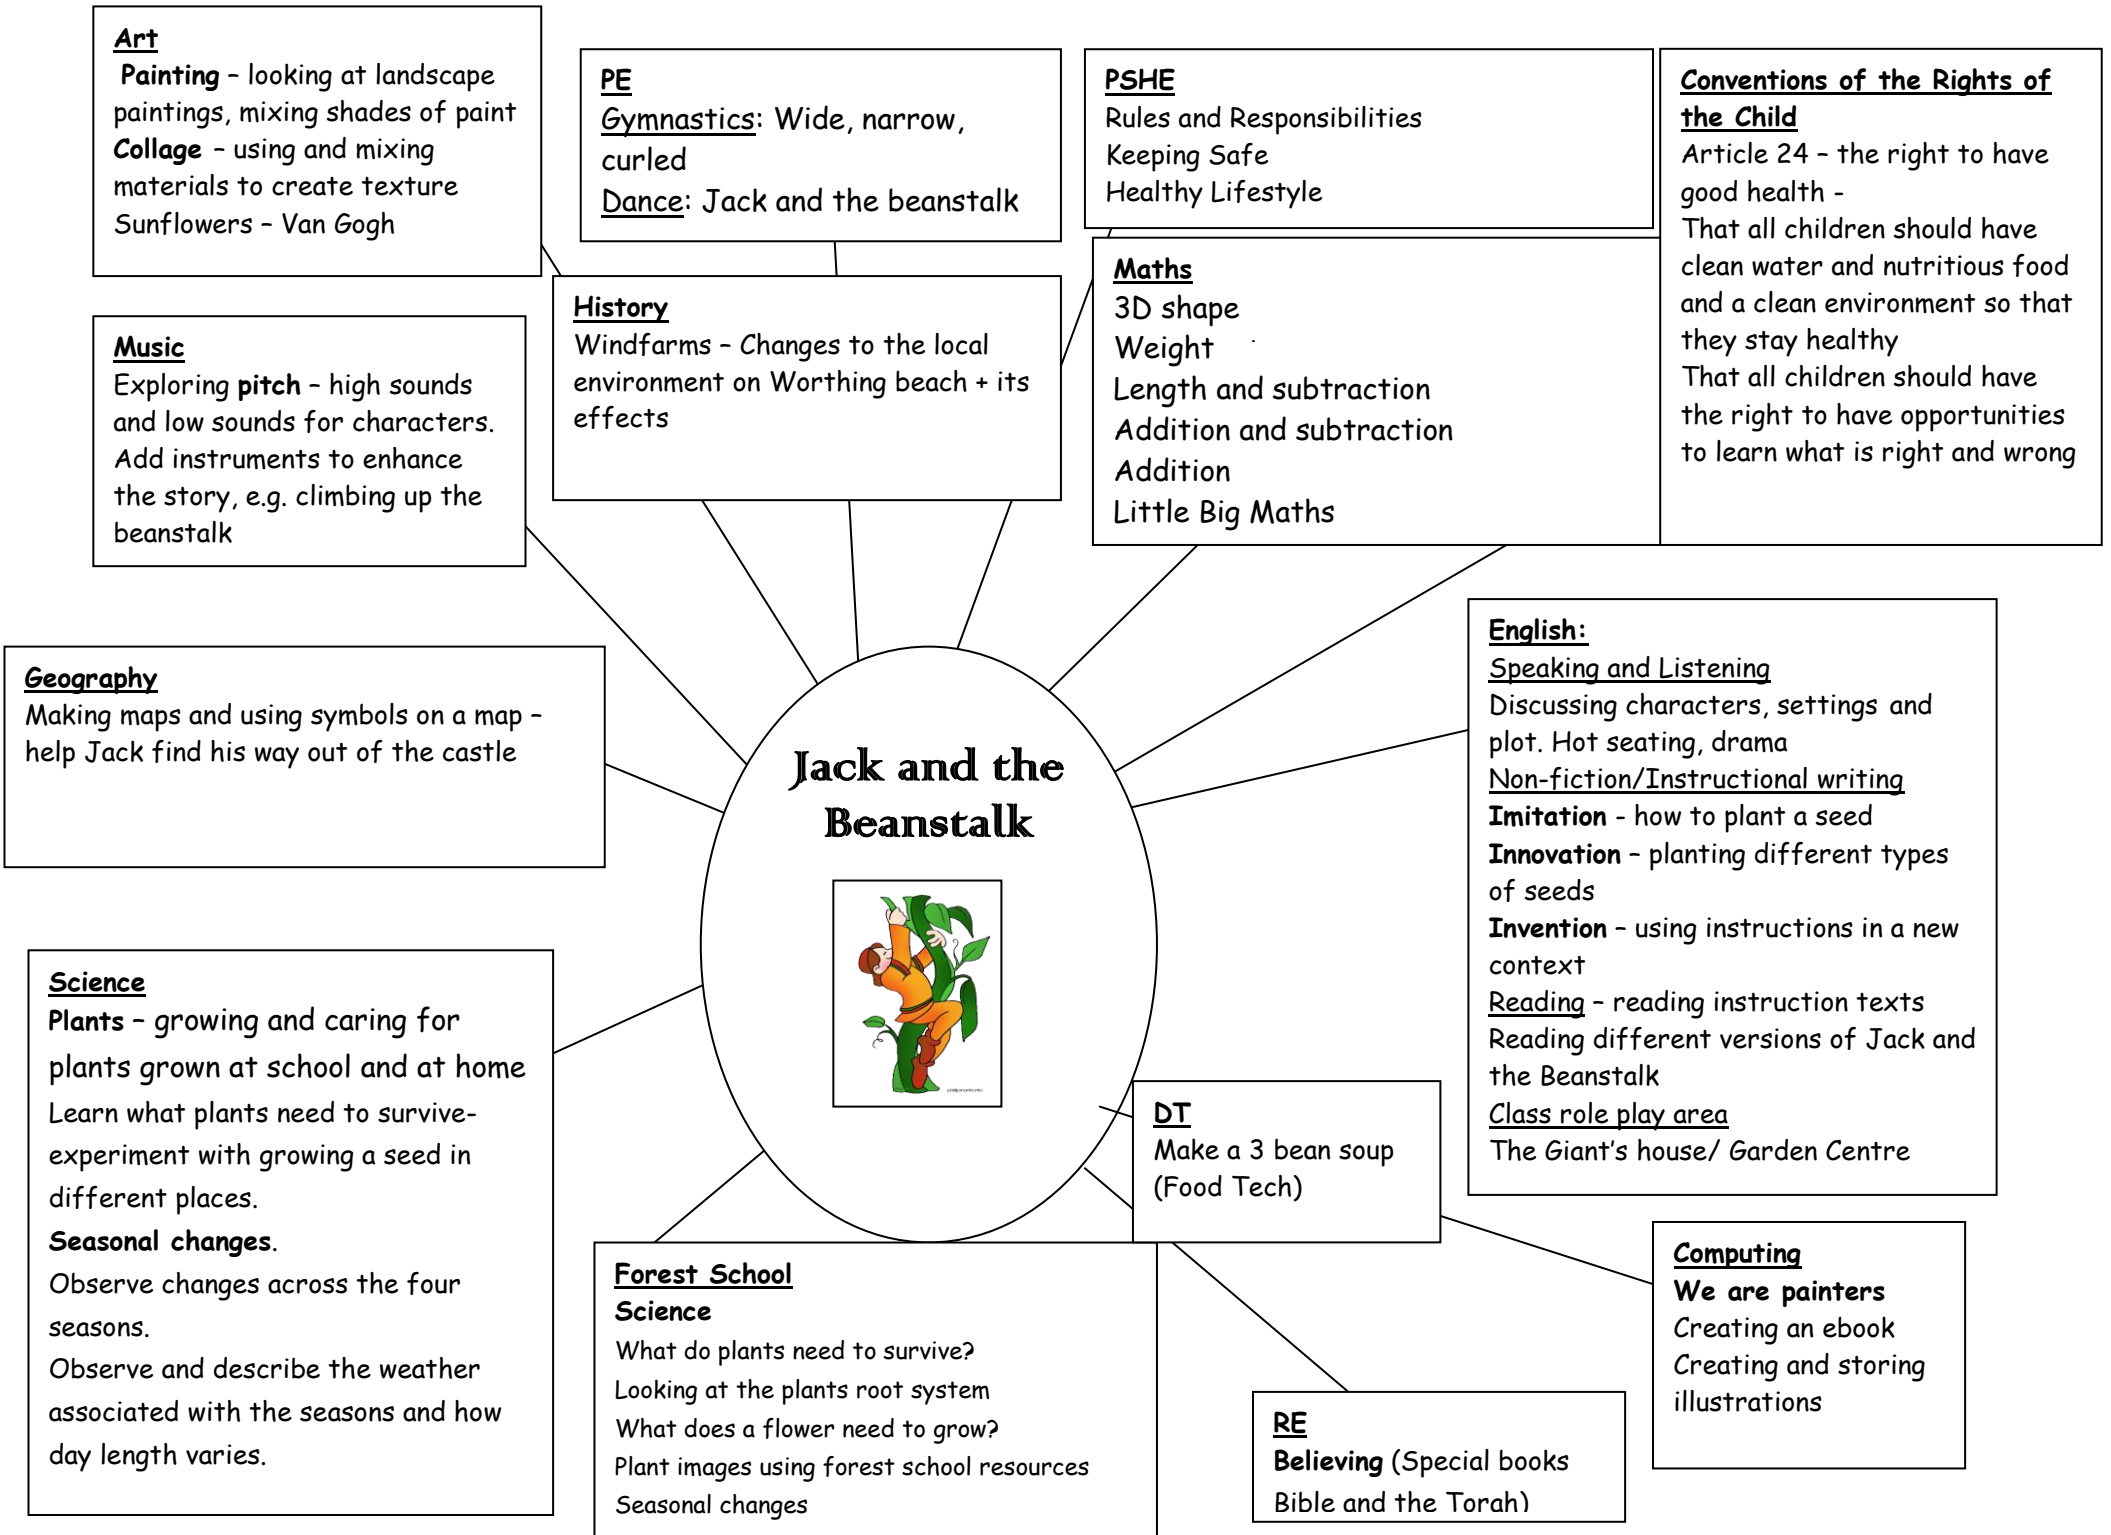 Art
Painting – looking at landscape
paintings, mixing shades of paint
Collage – using and mixing
materials to create texture
Sunflowers – Van Gogh
PE
Gymnastics: Wide, narrow,
curled
Dance: Jack and the beanstalk
PSHE
Rules and Responsibilities
Keeping Safe
Healthy Lifestyle
Conventions of the Rights of
the Child
Article 24 – the right to have
good health -
That all children should have
clean water and nutritious food
and a clean environment so that
they stay healthy
That all children should have
the right to have opportunities
to learn what is right and wrong
Music
Exploring pitch – high sounds
and low sounds for characters.
Add instruments to enhance
the story, e.g. climbing up the
beanstalk
History
Windfarms – Changes to the local
environment on Worthing beach + its
effects
Maths
3D shape
Weight
Length and subtraction
Addition and subtraction
Addition
Little Big Maths
Geography
Making maps and using symbols on a map –
help Jack find his way out of the castle
Jack and the
Beanstalk
English:
Speaking and Listening
Discussing characters, settings and
plot. Hot seating, drama
Non-fiction/Instructional writing
Imitation - how to plant a seed
Innovation – planting different types
of seeds
Invention – using instructions in a new
context
Reading – reading instruction texts
Reading different versions of Jack and
the Beanstalk
Class role play area
The Giant’s house/ Garden Centre
Science
Plants – growing and caring for
plants grown at school and at home
Learn what plants need to survive-
experiment with growing a seed in
different places.
Seasonal changes.
Observe changes across the four
seasons.
Observe and describe the weather
associated with the seasons and how
day length varies.
DT
Make a 3 bean soup
(Food Tech)
Forest School
Science
What do plants need to survive?
Looking at the plants root system
What does a flower need to grow?
Plant images using forest school resources
Seasonal changes
RE
Believing (Special books
Bible and the Torah)
Computing
We are painters
Creating an ebook
Creating and storing
illustrations